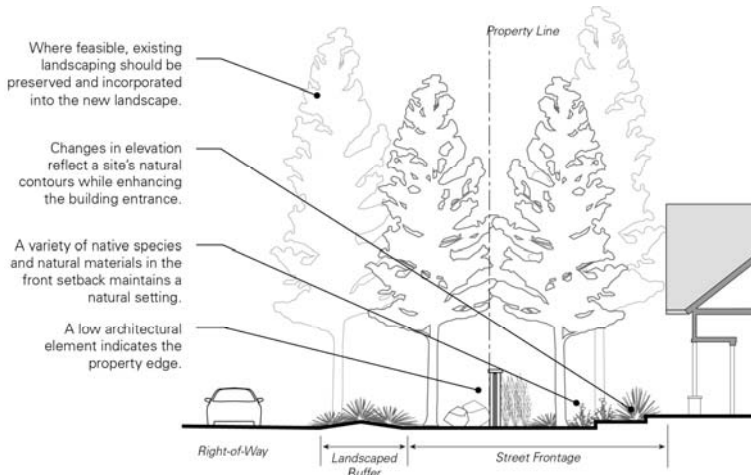 Property Line
Where feasible, existing
landscaping should be
preserved and incorporated
into the new landscape.
Changes in elevation
reflect a site's natural
contours while enhancing
the building entrance.
A variety of native species
and natural materials in the
front setback maintains a
natural setting.
A low architectural
element indicates the
property edge.
Right-of-Way
Landscaped
Buffer
Street Frontage